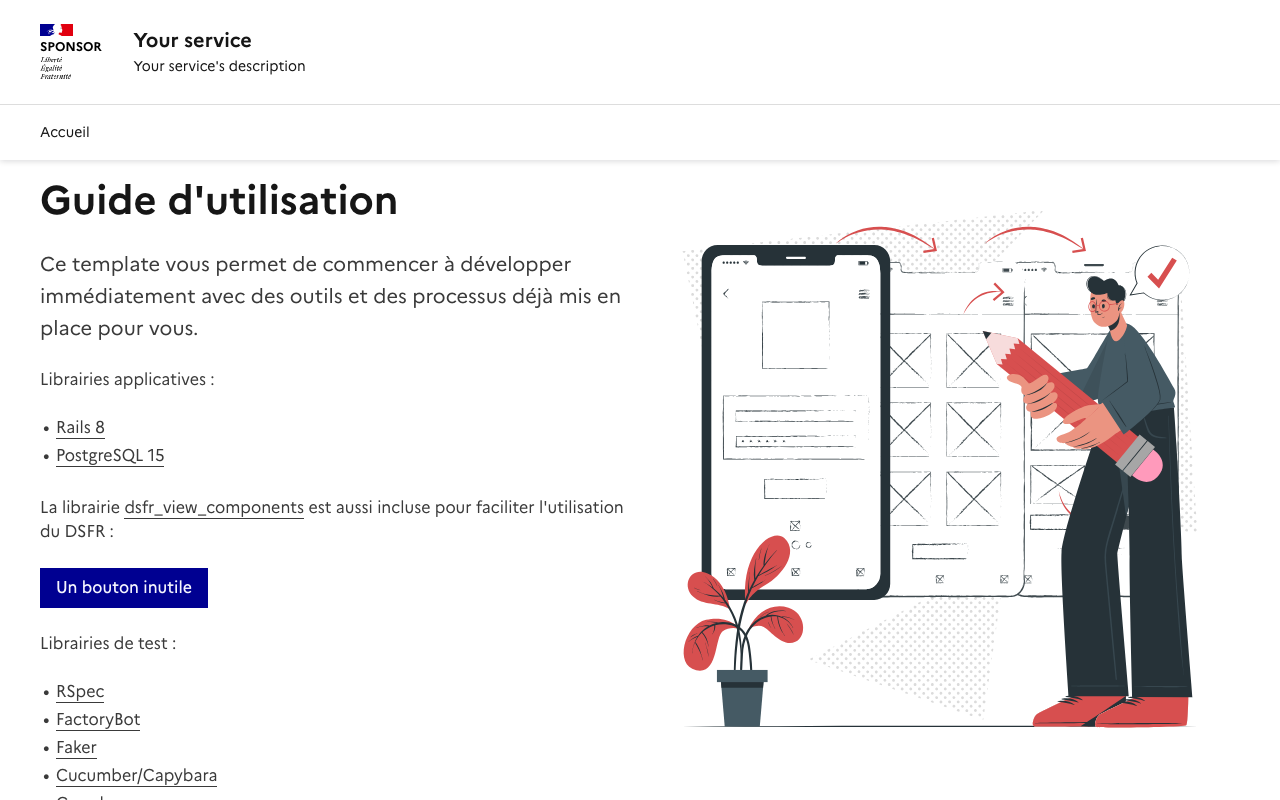 SPONSOR
Liberté
Égalité
Fraternité
Your service
Your service's description
Accueil
Guide d'utilisation
Ce template vous permet de commencer à développer
immédiatement avec des outils et des processus déjà mis en
place pour vous.
Librairies applicatives :
• Rails 8
• PostgreSQL 15
La librairie dsfr_view_components est aussi incluse pour faciliter l'utilisation
du DSFR :
Un bouton inutile
Librairies de test :
• RSpec
• FactoryBot
• Faker
• Cucumber/Capybara